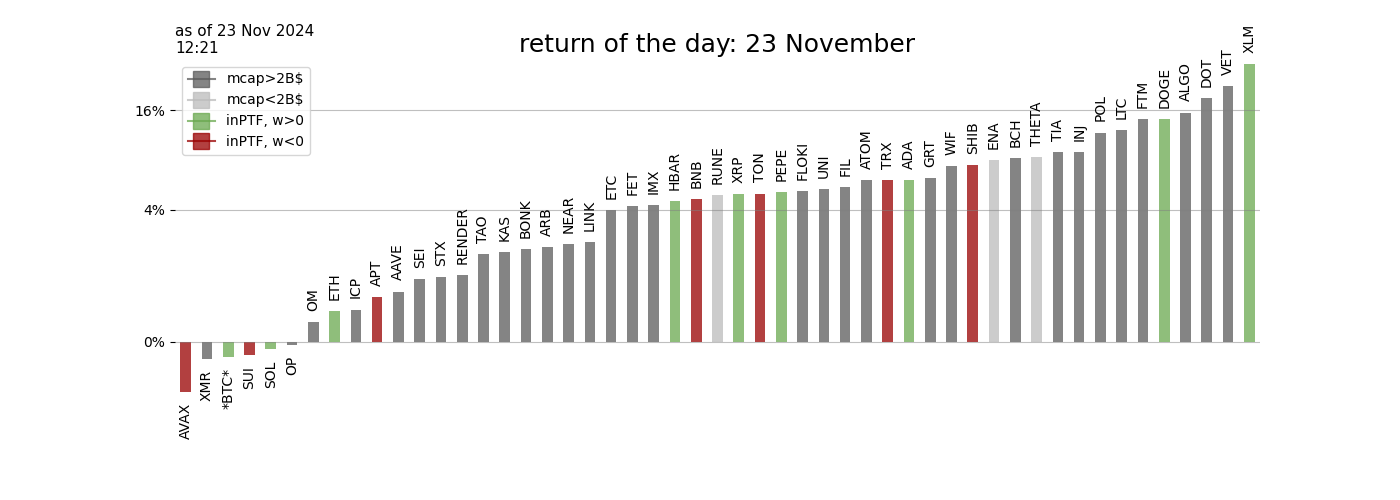 as of 23 Nov 2024
12:21
return of the day: 23 November
mcap>2B$
mcap<2B$
inPTF, w>0
inPTF, w<0
16%
4%
0%
AVAX
XMR
*BTC*
SUI
SOL
OP
OM
ETH
ICP
APT
AAVE
SEI
STX
RENDER
TAO
KAS
BONK
ARB
NEAR
LINK
ETC
FET
IMX
HBAR
BNB
RUNE
XRP
TON
PEPE
FLOKI
UNI
FIL
ATOM
TRX
ADA
GRT
WIF
SHIB
ENA
BCH
THETA
TIA
INJ
POL
LTC
FTM
DOGE
ALGO
DOT
VET
XLM